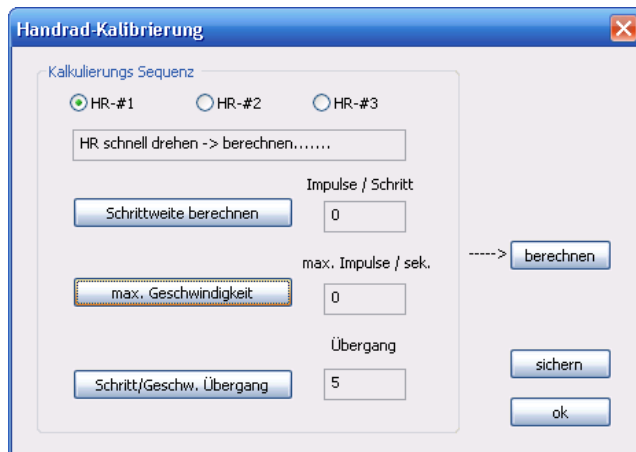 Handrad-Kalibrierung
Kalkulierungs Sequenz
HR-#1 HR-#2 HR-#3
HR schnell drehen -> berechnen.......
Impulse / Schritt
Schrittweite berechnen 0
max. Impulse / sek.
-----> berechnen
max. Geschwindigkeit 0
Übergang
sichern
Schritt/Geschw. Übergang 5
ok